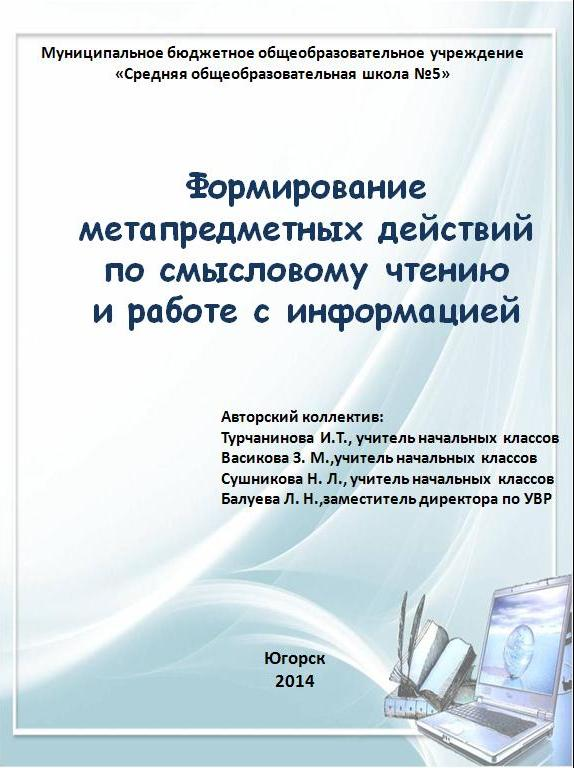 Муниципальное бюджетное общеобразовательное учреждение
«Средняя общеобразовательная школа №5»
Формирование
метапредметных действий
по смысловому чтению
и работе с информацией
Авторский коллектив:
Турчанинова И.Т., учитель начальных классов
Васикова З. М.,учитель начальных классов
Сушникова Н. Л., учитель начальных классов
Балуева Л. Н.,заместитель директора по УВР
Югорск
2014